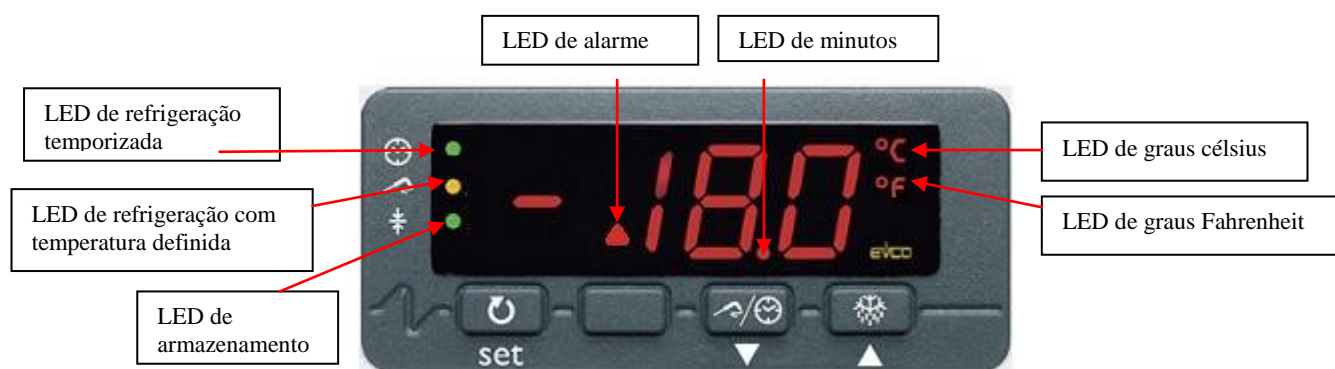 LED de alarme
LED de minutos
LED de refrigeração
temporizada
LED de refrigeração com
temperatura definida
LED de
armazenamento
-18.0
°C
°F
EVCO
LED de graus célsius
LED de graus Fahrenheit
set